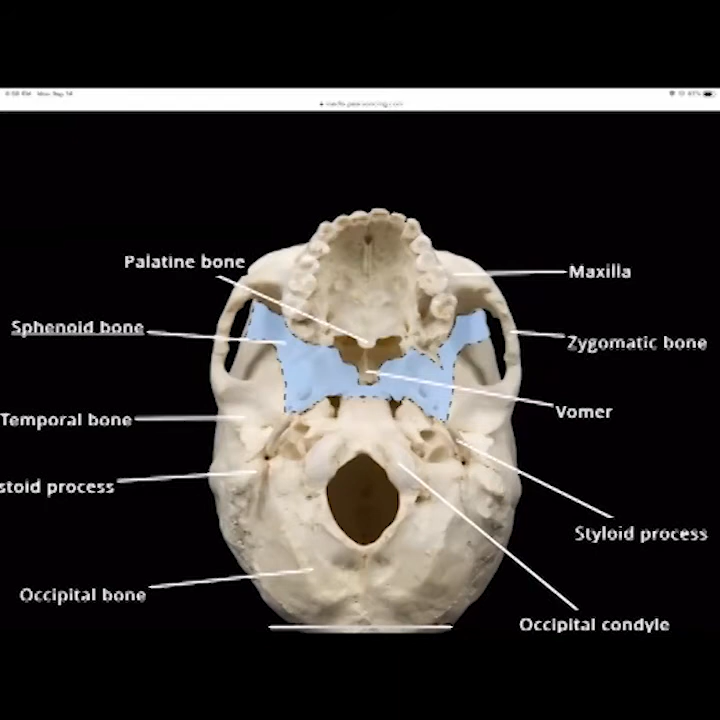 Palatine bone
Maxilla
Sphenoid bone
Zygomatic bone
Temporal bone
Vomer
stoid process
Styloid process
Occipital bone
Occipital condyle